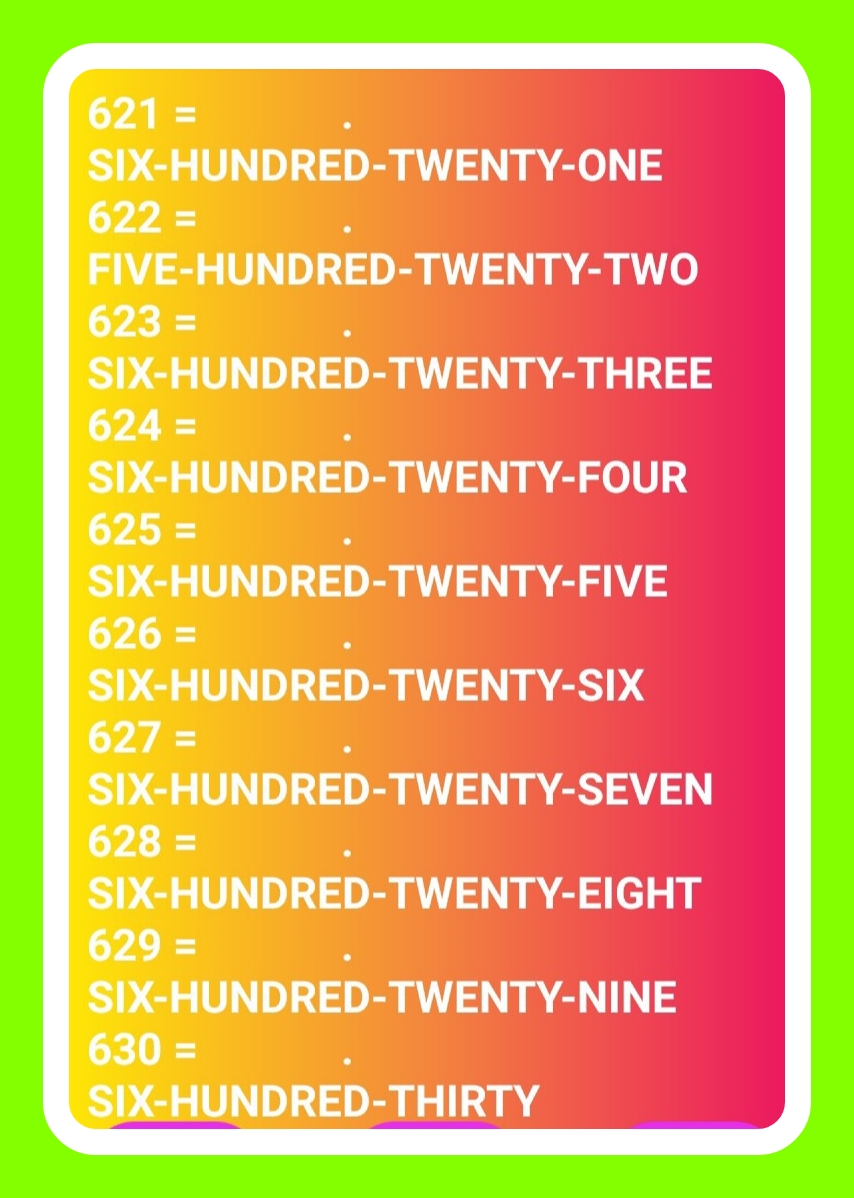 621 = .
SIX-HUNDRED-TWENTY-ONE
622 = .
FIVE-HUNDRED-TWENTY-TWO
623 = .
SIX-HUNDRED-TWENTY-THREE
624 = .
SIX-HUNDRED-TWENTY-FOUR
625 = .
SIX-HUNDRED-TWENTY-FIVE
626 = .
SIX-HUNDRED-TWENTY-SIX
627 = .
SIX-HUNDRED-TWENTY-SEVEN
628 = .
SIX-HUNDRED-TWENTY-EIGHT
629 = .
SIX-HUNDRED-TWENTY-NINE
630 = .
SIX-HUNDRED-THIRTY